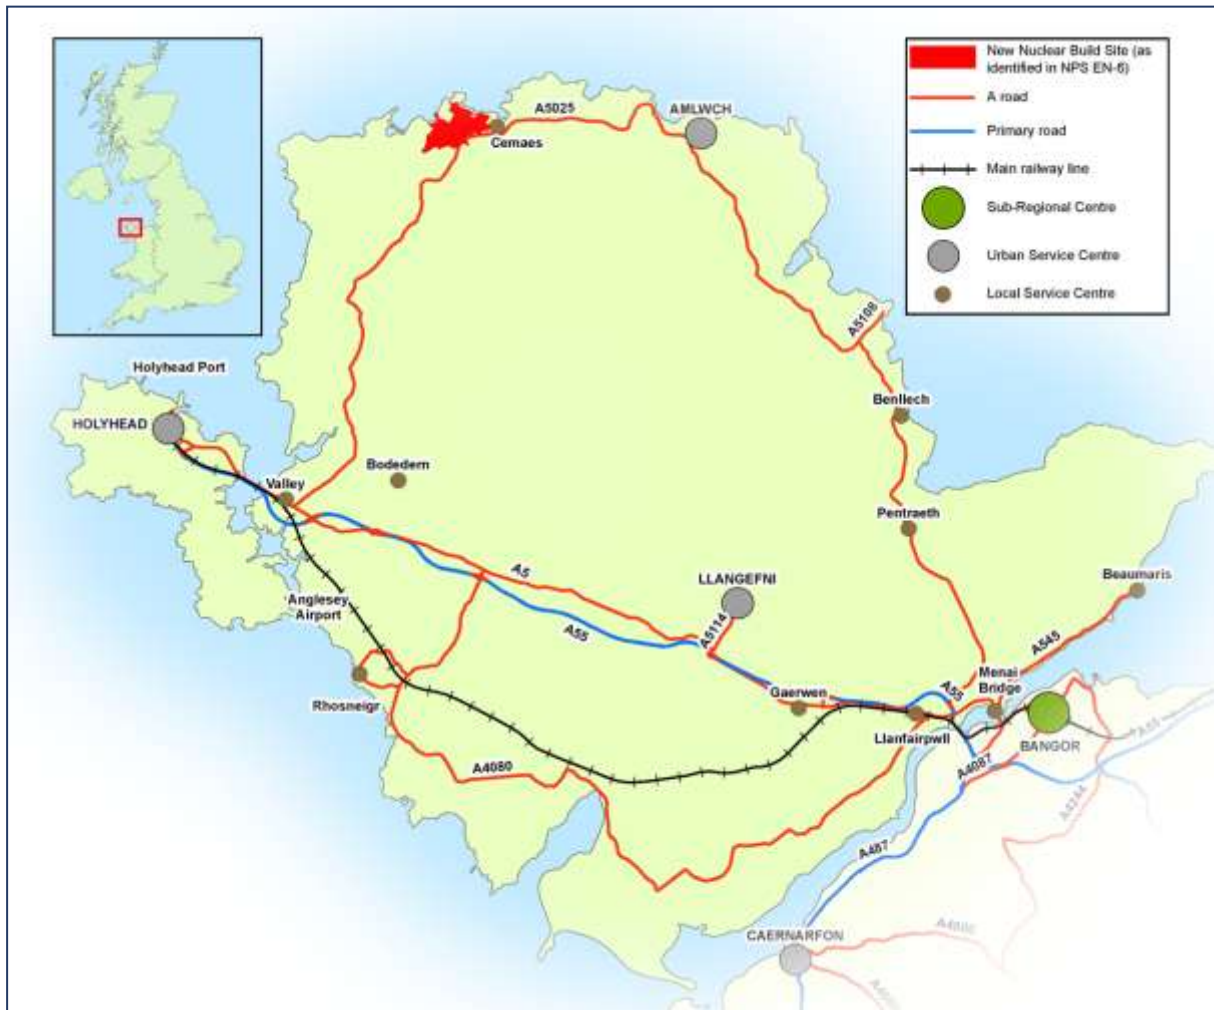 New Nuclear Build Site (as
identified in NPS EN-6)
A road
Primary road
Main railway line
Sub-Regional Centre
Urban Service Centre
Local Service Centre
A5025
AMLWCH
Cemaes
A5108
Holyhead Port
HOLYHEAD
Benllech
Bodedern
Valley
Pentraeth
A5
LLANGEFNI
Beaumaris
Anglesey
Airport
A55
A5114
A545
Menai
Bridge
Gaerwen
A55
Rhosneigr
Llanfairpwll
BANGOR
A55
A4087
A4080
A4244
A487
CAERNARFON